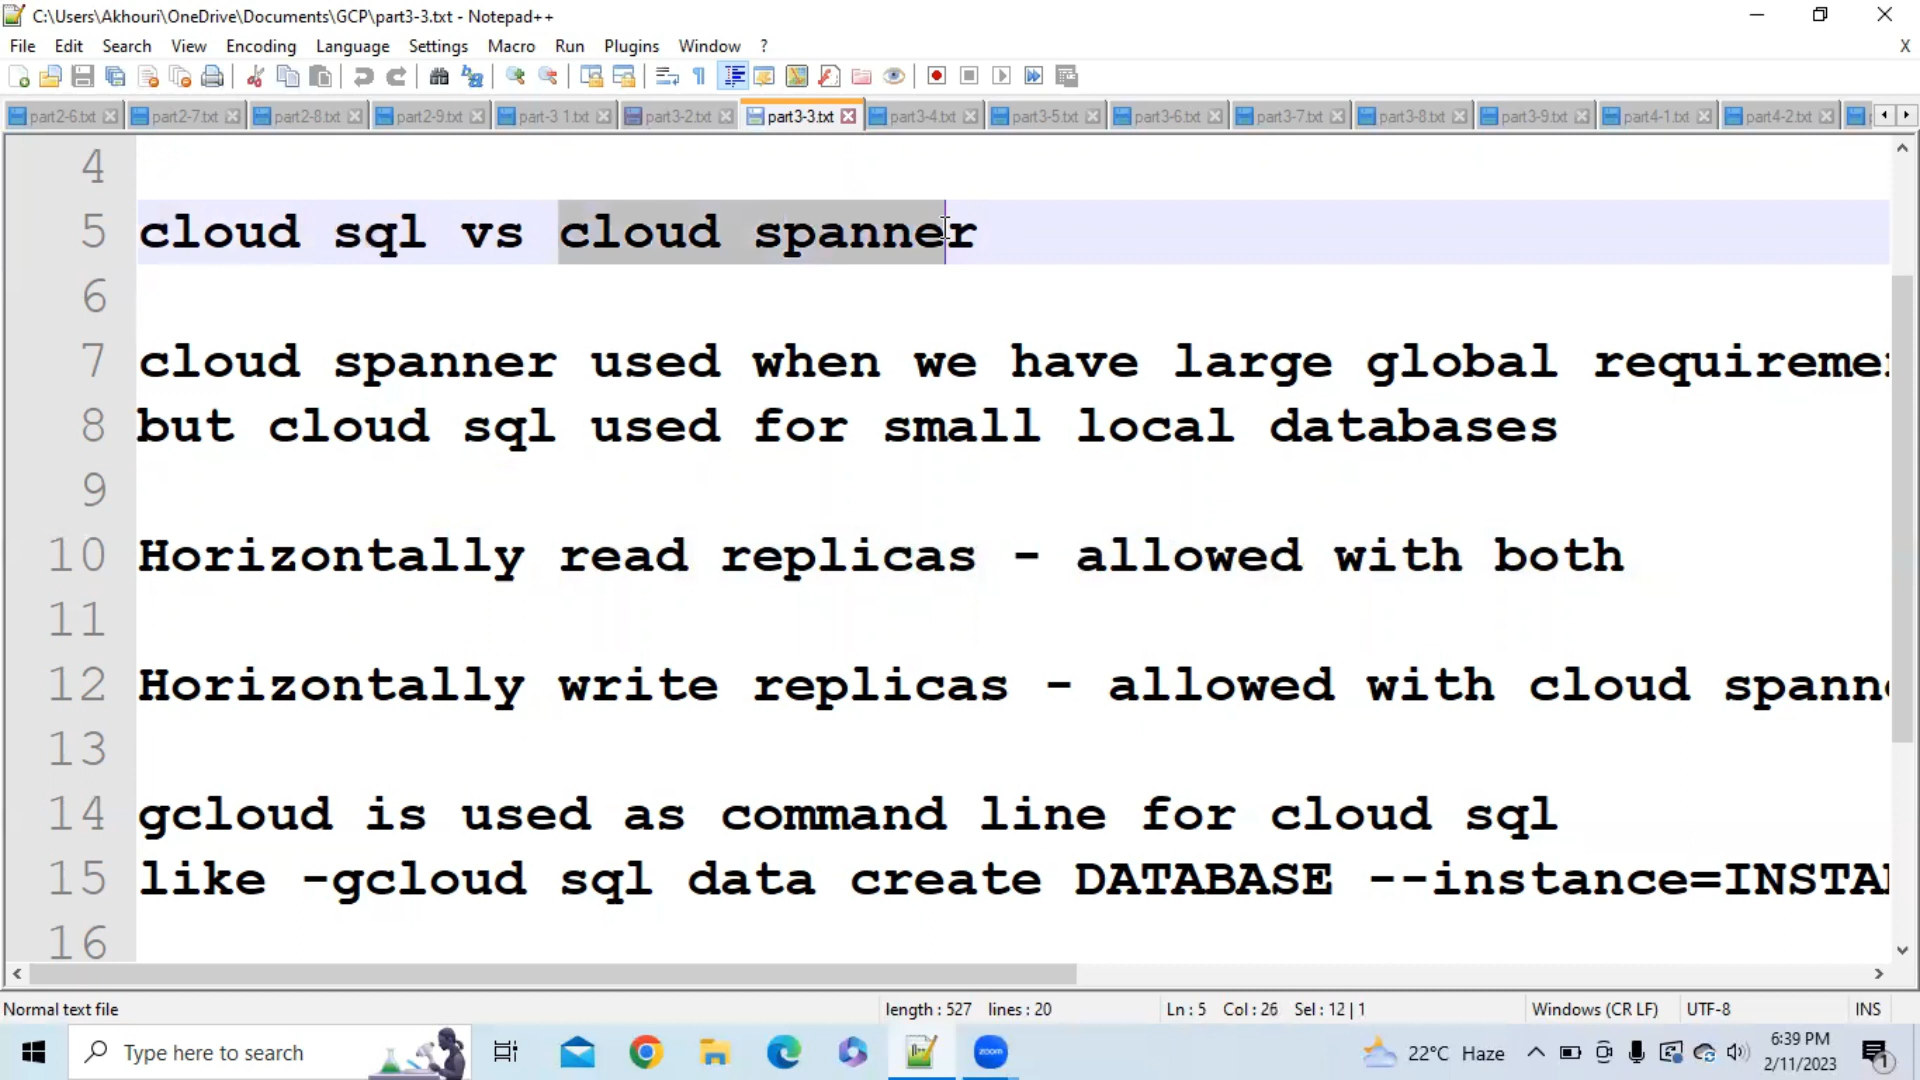 C:\Users\Akhouri\OneDrive\Documents\GCP\part3-3.txt - Notepad++
File Edit Search View Encoding Language Settings Macro Run Plugins Window ? X
part2-6.txt part2-7.txt part2-8.txt part2-9.txt part-3 1.txt part3-2.txt part3-3.txt part3-4.txt part3-5.txt part3-6.txt part3-7.txt part3-8.txt part3-9.txt part4-1.txt part4-2.txt
4
5 cloud sql vs cloud spanner
6
7 cloud spanner used when we have large global requireme
8 but cloud sql used for small local databases
9
10 Horizontally read replicas - allowed with both
11
12 Horizontally write replicas - allowed with cloud spann
13
14 gcloud is used as command line for cloud sql
15 like -gcloud sql data create DATABASE --instance=INSTA
16
Normal text file length : 527 lines : 20 Ln : 5 Col : 26 Sel : 12 | 1 Windows (CR LF) UTF-8 INS
Type here to search zoom 22°C Haze 6:39 PM
2/11/2023 1